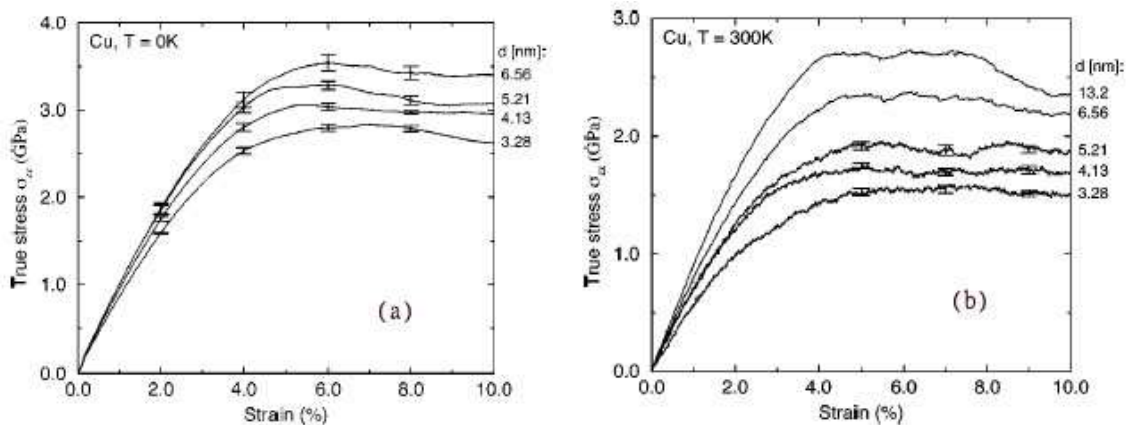 4.0
Cu, T = 0K
d [nm]:
6.56
5.21
4.13
3.28
3.0
2.0
1.0
0.0
True stress σzz (GPa)
(a)
0.0 2.0 4.0 6.0 8.0 10.0
Strain (%)
3.0
Cu, T = 300K
d [nm]:
13.2
6.56
5.21
4.13
3.28
2.0
1.0
0.0
True stress σzz (GPa)
(b)
0.0 2.0 4.0 6.0 8.0 10.0
Strain (%)